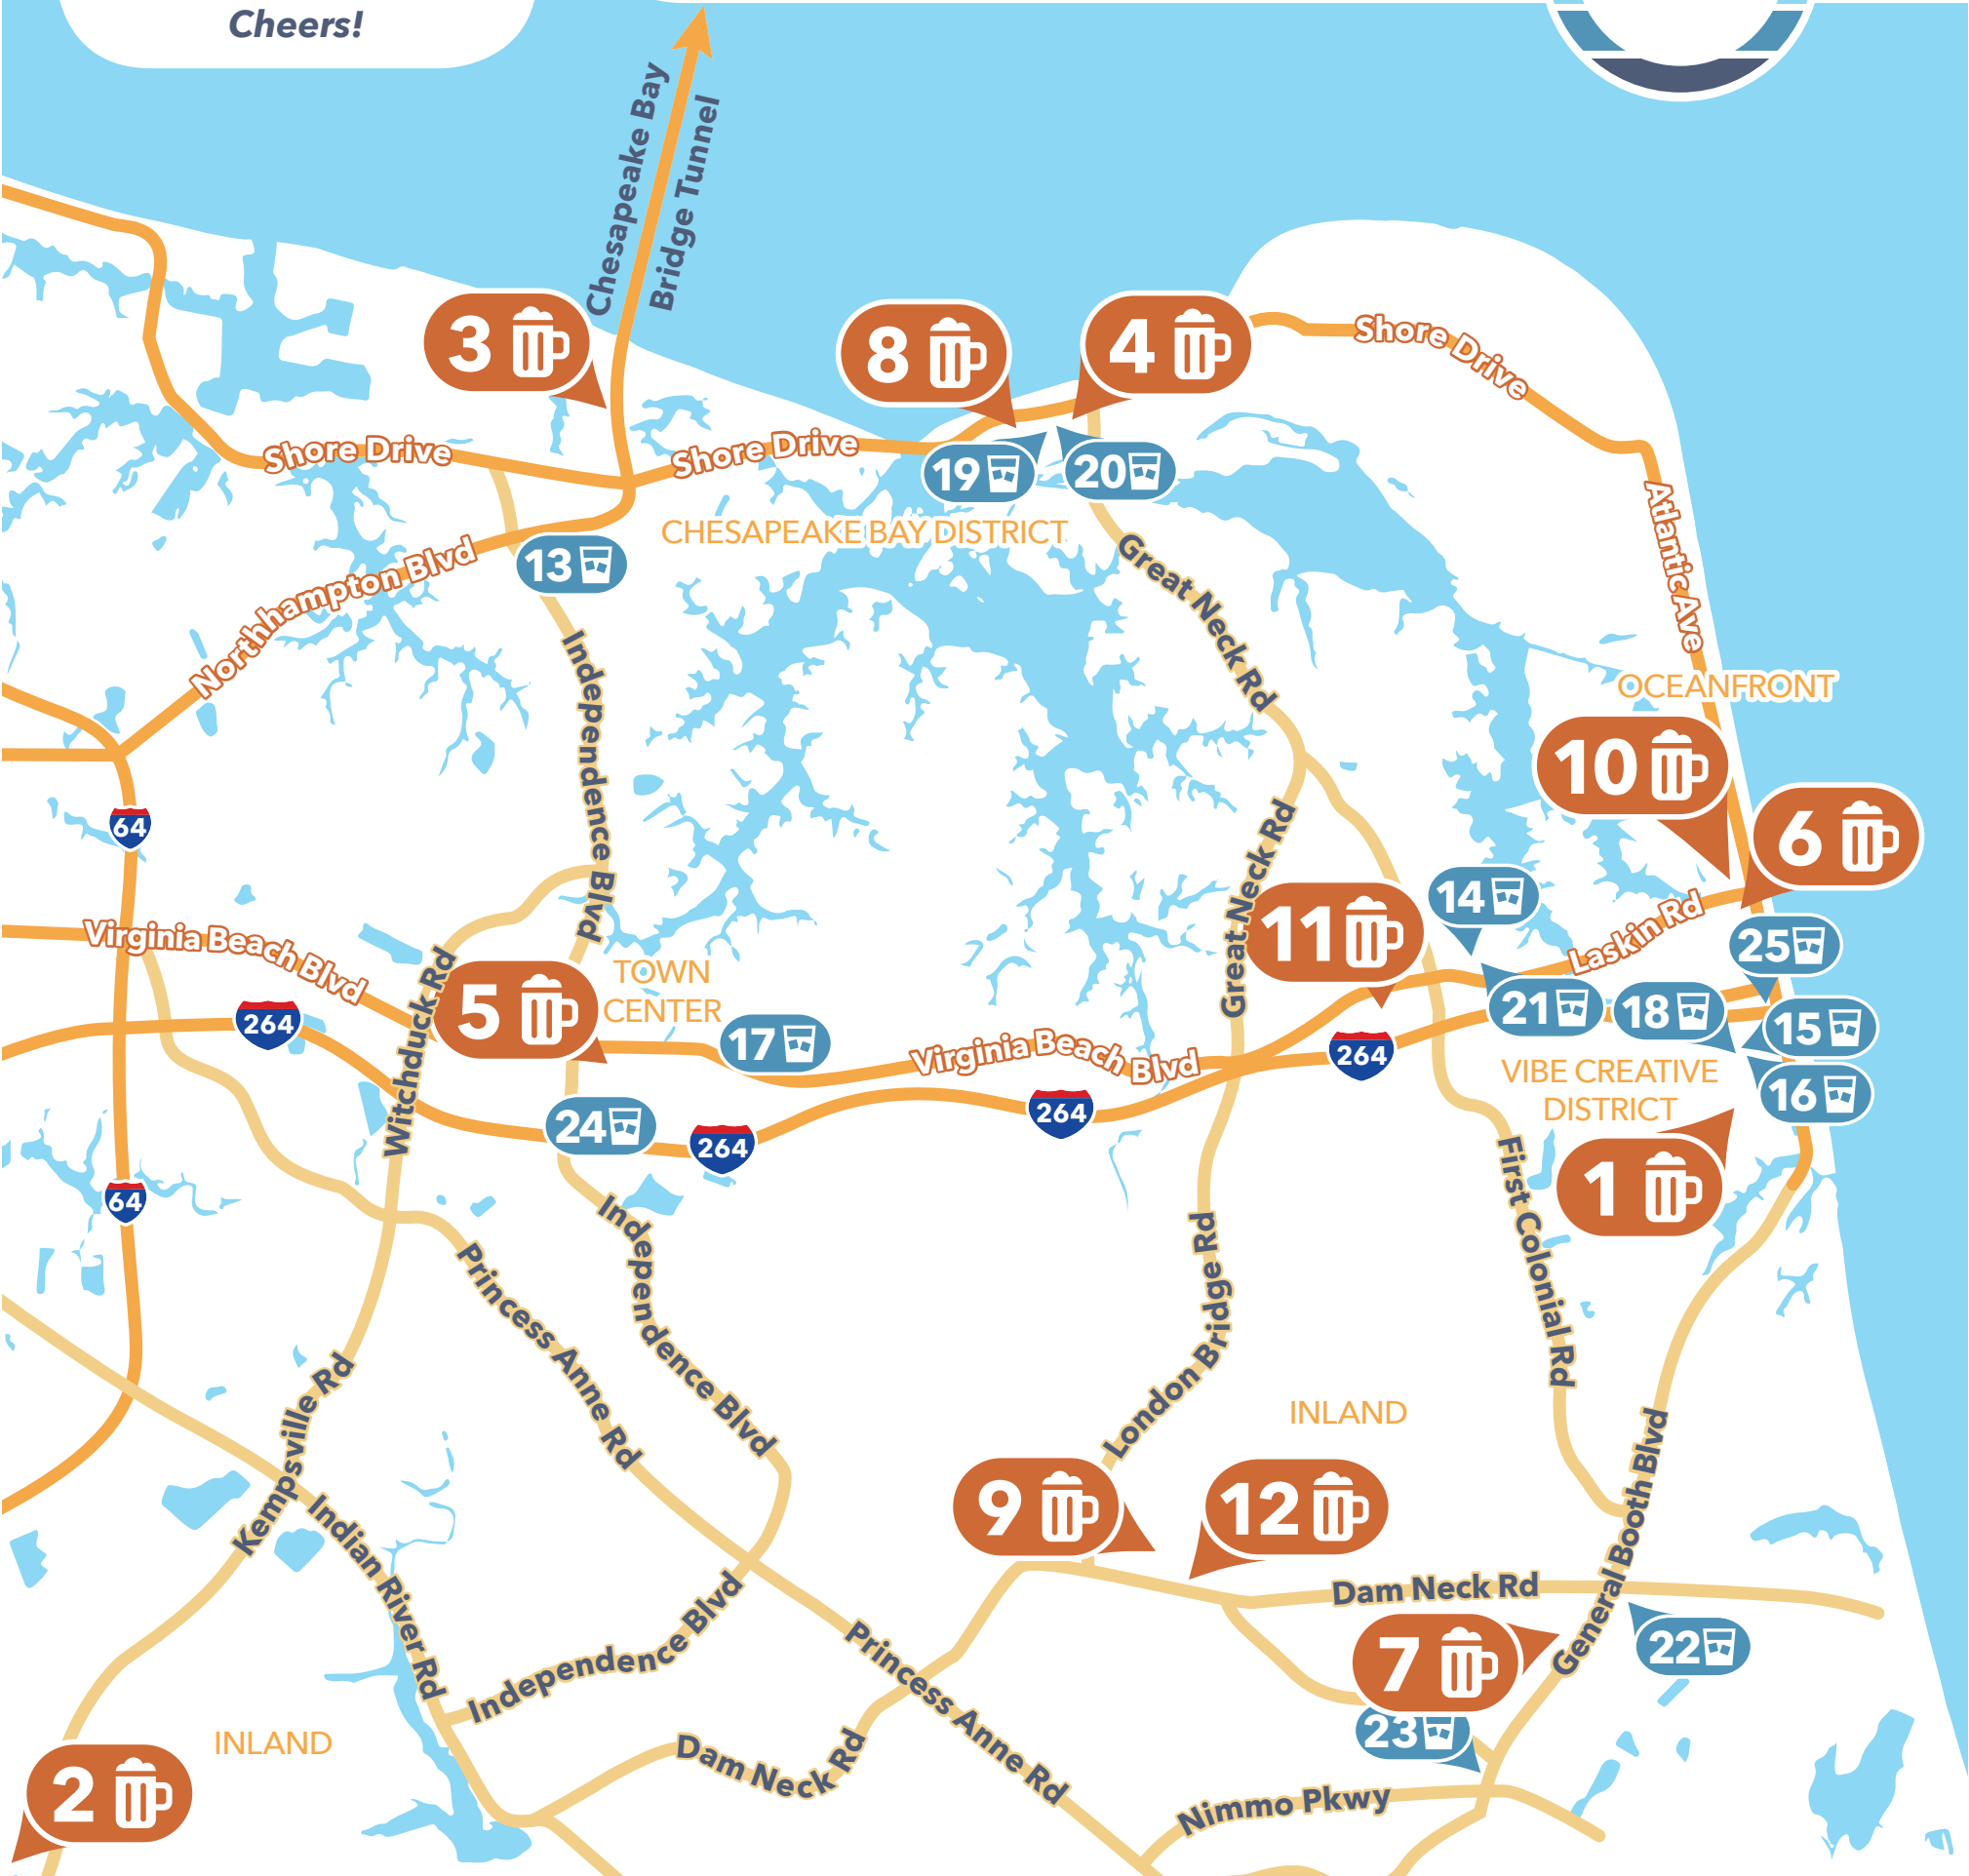 Cheers!
Chesapeake Bay
Bridge Tunnel
3
8
4
Shore Drive
Shore Drive
Shore Drive
19
20
Atlantic Ave
CHESAPEAKE BAY DISTRICT
Northhampton Blvd
13
Great Neck Rd
Independence Blvd
OCEANFRONT
10
6
64
Great Neck Rd
14
11
Laskin Rd
25
Virginia Beach Blvd
Witchduck Rd
TOWN
CENTER
5
264
17
21
18
15
Virginia Beach Blvd
264
VIBE CREATIVE
DISTRICT
16
24
264
264
1
64
First Colonial Rd
Independence Blvd
London Bridge Rd
Princess Anne Rd
Kempsville Rd
INLAND
General Booth Blvd
9
12
Indian River Rd
Dam Neck Rd
Independence Blvd
7
22
23
Princess Anne Rd
INLAND
Dam Neck Rd
Nimmo Pkwy
2